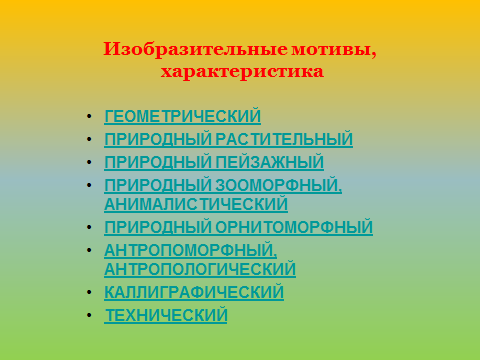 Изобразительные мотивы,
характеристика
• ГЕОМЕТРИЧЕСКИЙ
• ПРИРОДНЫЙ РАСТИТЕЛЬНЫЙ
• ПРИРОДНЫЙ ПЕЙЗАЖНЫЙ
• ПРИРОДНЫЙ ЗООМОРФНЫЙ,
АНИМАЛИСТИЧЕСКИЙ
• ПРИРОДНЫЙ ОРНИТОМОРФНЫЙ
• АНТРОПОМОРФНЫЙ,
АНТРОПОЛОГИЧЕСКИЙ
• КАЛЛИГРАФИЧЕСКИЙ
• ТЕХНИЧЕСКИЙ